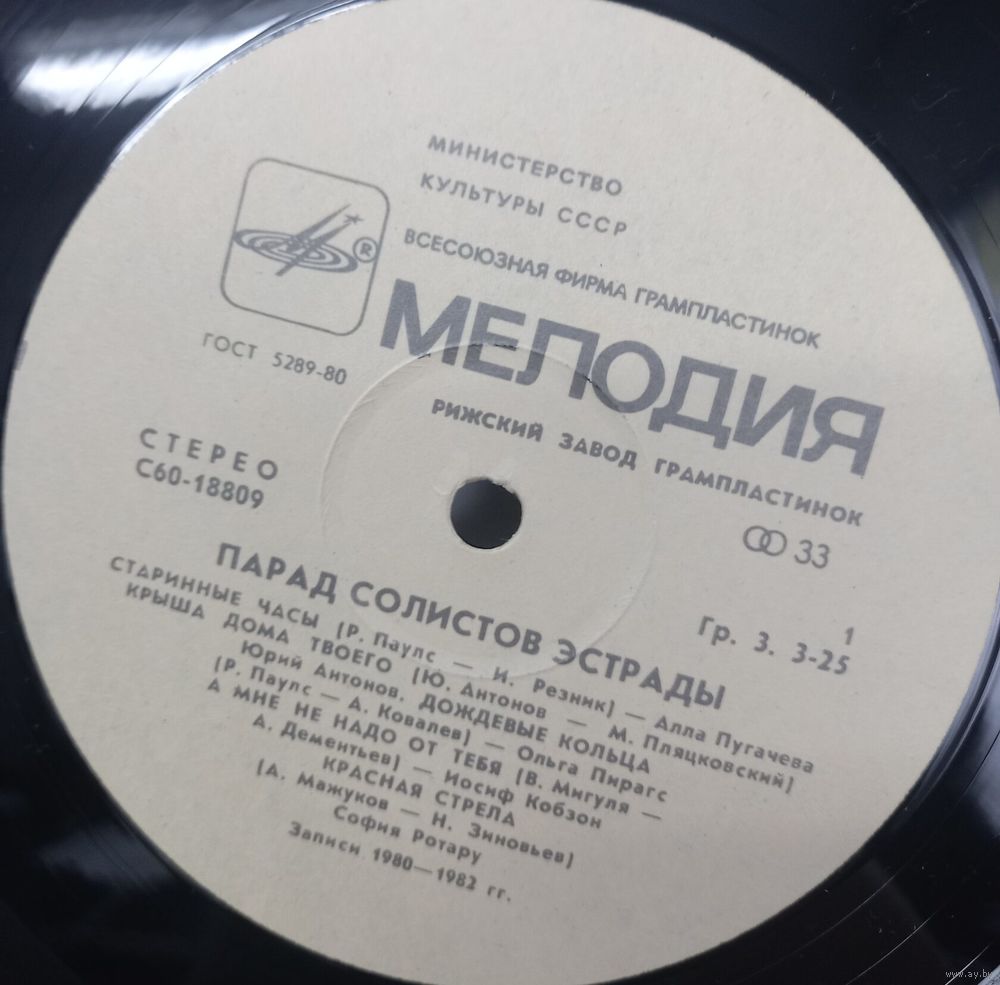 МИНИСТЕРСТВО
КУЛЬТУРЫ СССР
ВСЕСОЮЗНАЯ ФИРМА ГРАМПЛАСТИНОК
МЕЛОДИЯ
®
ГОСТ 5289-80
РИЖСКИЙ ЗАВОД ГРАМПЛАСТИНОК
СТЕРЕО
С60-18809
33
1
Гр. 3. 3-25
ПАРАД СОЛИСТОВ ЭСТРАДЫ
СТАРИННЫЕ ЧАСЫ (Р. Паулс — И. Резник) — Алла Пугачева
КРЫША ДОМА ТВОЕГО (Ю. Антонов — М. Пляцковский)
Юрий Антонов. ДОЖДЕВЫЕ КОЛЬЦА
(Р. Паулс — А. Ковалев) — Ольга Пирагс
А МНЕ НЕ НАДО ОТ ТЕБЯ (В. Мигуля —
А. Дементьев) — Иосиф Кобзон
КРАСНАЯ СТРЕЛА
(А. Мажуков — Н. Зиновьев)
София Ротару
Записи 1980—1982 гг.
www.ay.by